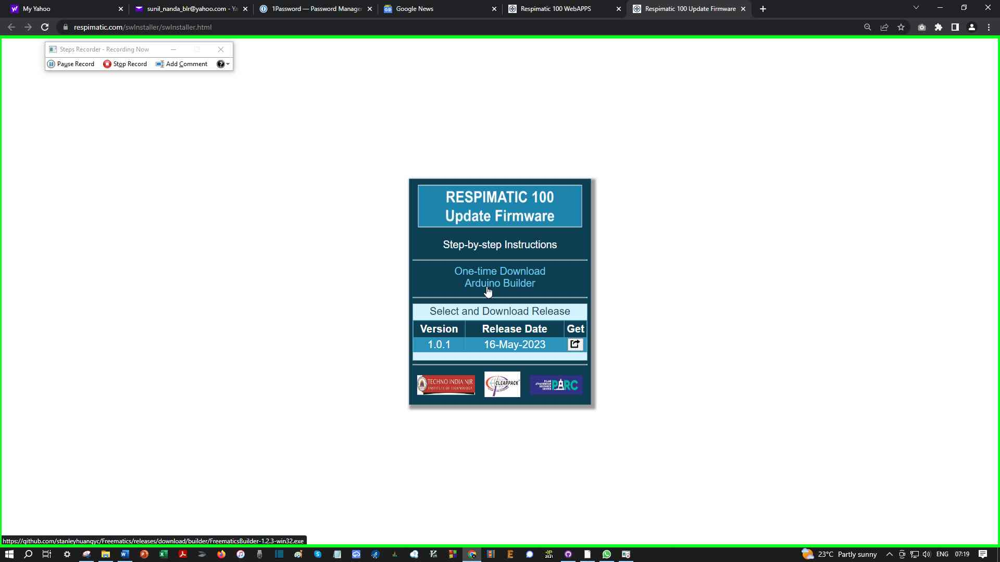 My Yahoo
sunil_nanda_blr@yahoo.com - Ya
1Password — Password Manager
Google News
Respimatic 100 WebAPPS
Respimatic 100 Update Firmware
respimatic.com/swInstaller/swInstaller.html
Steps Recorder - Recording Now
Pause Record
Stop Record
Add Comment
RESPIMATIC 100
Update Firmware
Step-by-step Instructions
One-time Download
Arduino Builder
Select and Download Release
Version Release Date Get
1.0.1 16-May-2023
TECHNO INDIA NJR
INSTITUTE OF TECHNOLOGY
CLEARPACK
PARC
https://github.com/stanleyhuangyc/Freematics/releases/download/builder/FreematicsBuilder-1.2.3-win32.exe
23°C Partly sunny
ENG
07:19